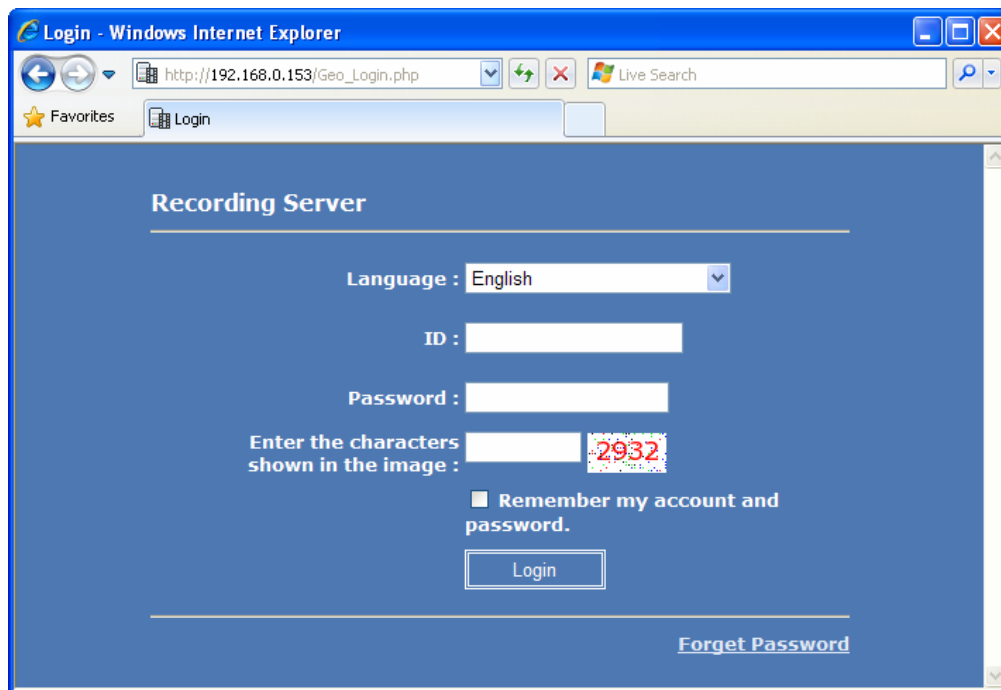 Login - Windows Internet Explorer
http://192.168.0.153/Geo_Login.php
Live Search
Favorites
Login
Recording Server
Language : English
ID :
Password :
Enter the characters
shown in the image :
2932
Remember my account and
password.
Login
Forget Password